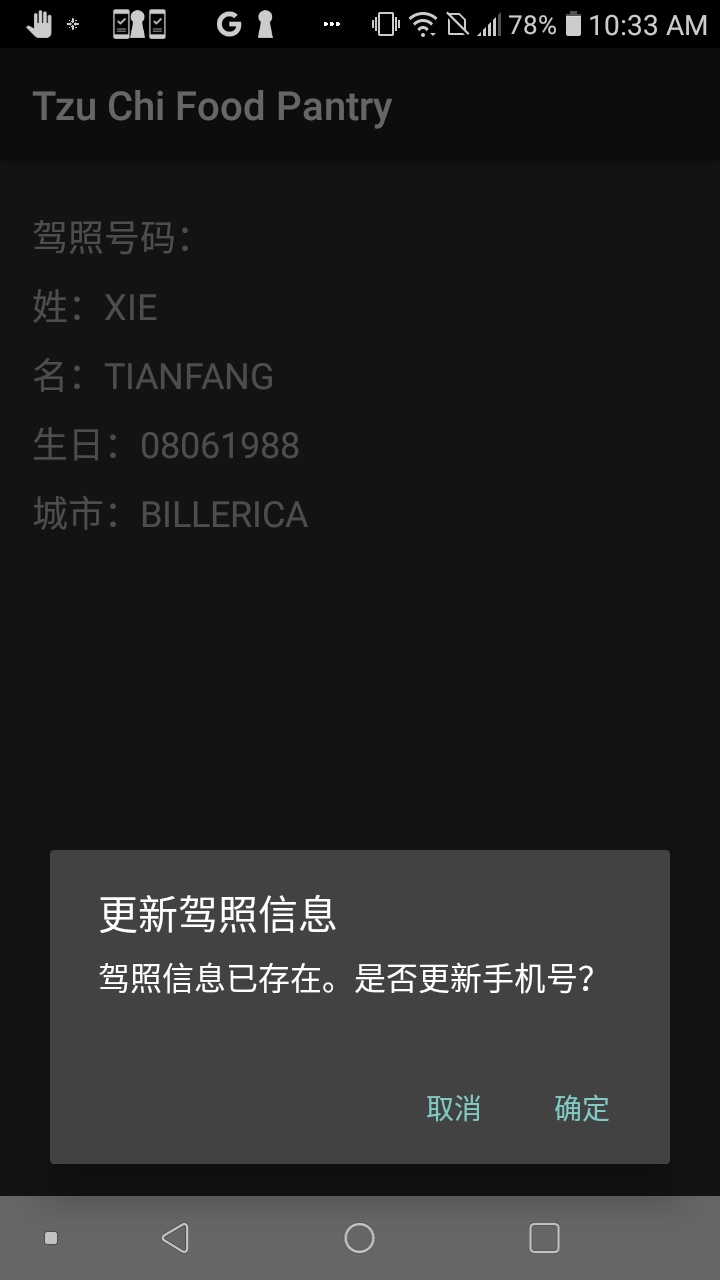 78% 10:33 AM
Tzu Chi Food Pantry
驾照号码：
姓：XIE
名：TIANFANG
生日：08061988
城市：BILLERICA
更新驾照信息
驾照信息已存在。是否更新手机号？
取消 确定